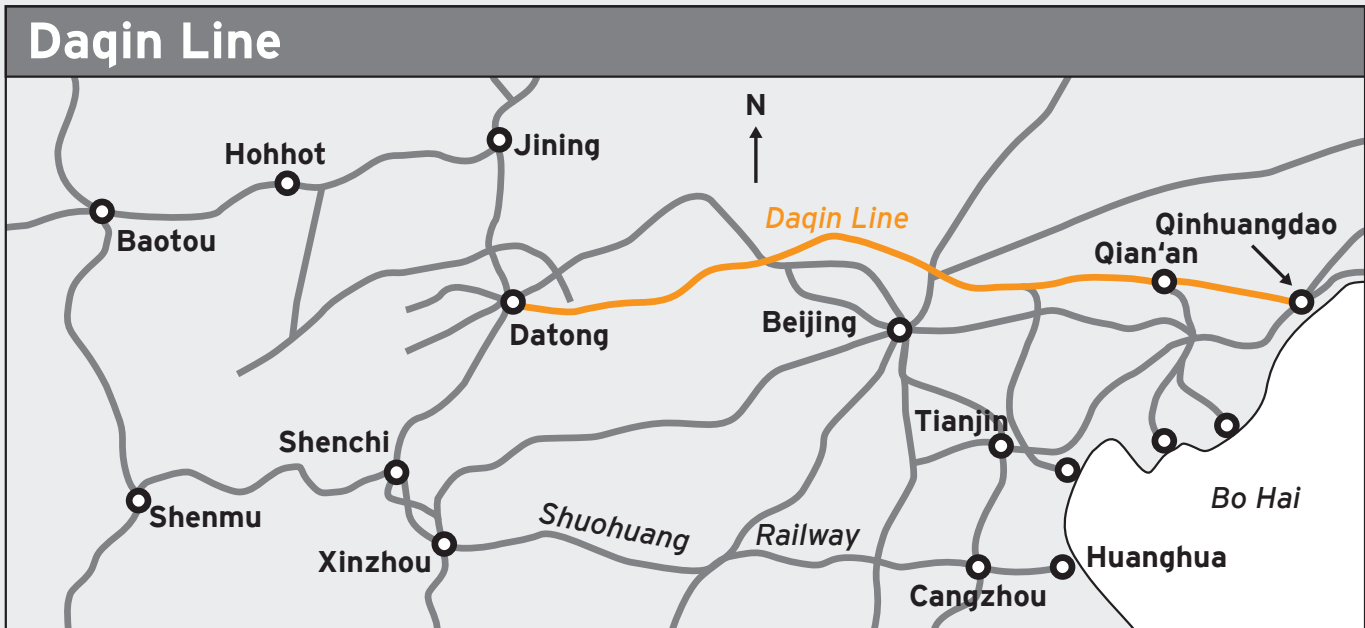 Daqin Line
N
Jining
Hohhot
Daqin Line
Qinhuangdao
Baotou
Qian‘an
Datong
Beijing
Tianjin
Shenchi
Bo Hai
Shenmu
Shuohuang Railway
Xinzhou
Huanghua
Cangzhou